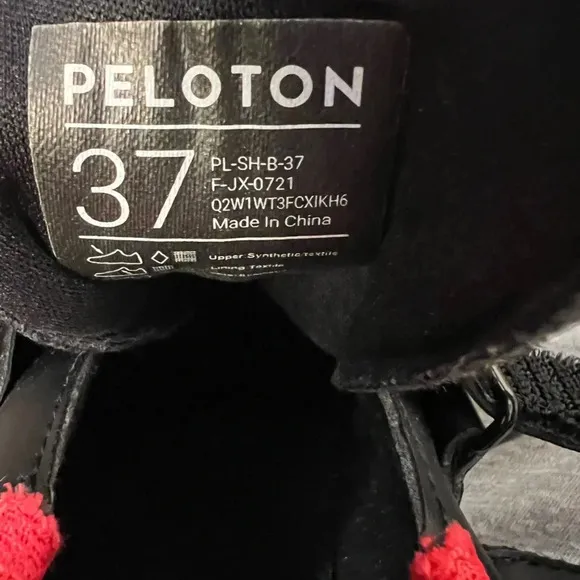 PELOTON
37
PL-SH-B-37
F-JX-0721
Q2W1WT3FCXIKH6
Made In China
Upper Synthetic Textile
Lining Textile